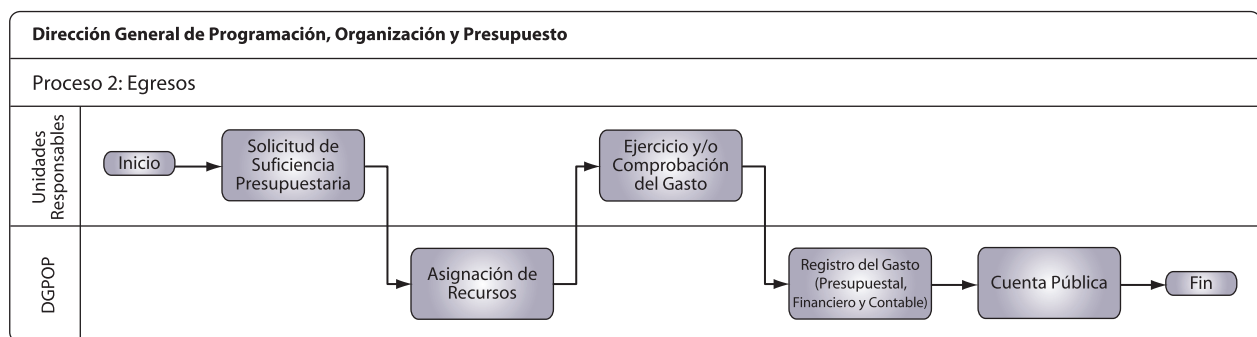 Dirección General de Programación, Organización y Presupuesto
Proceso 2: Egresos
Unidades
Responsables
Inicio
Solicitud de
Suficiencia
Presupuestaria
Ejercicio y/o
Comprobación
del Gasto
DGPOP
Asignación de
Recursos
Registro del Gasto
(Presupuestal,
Financiero y Contable)
Cuenta Pública
Fin